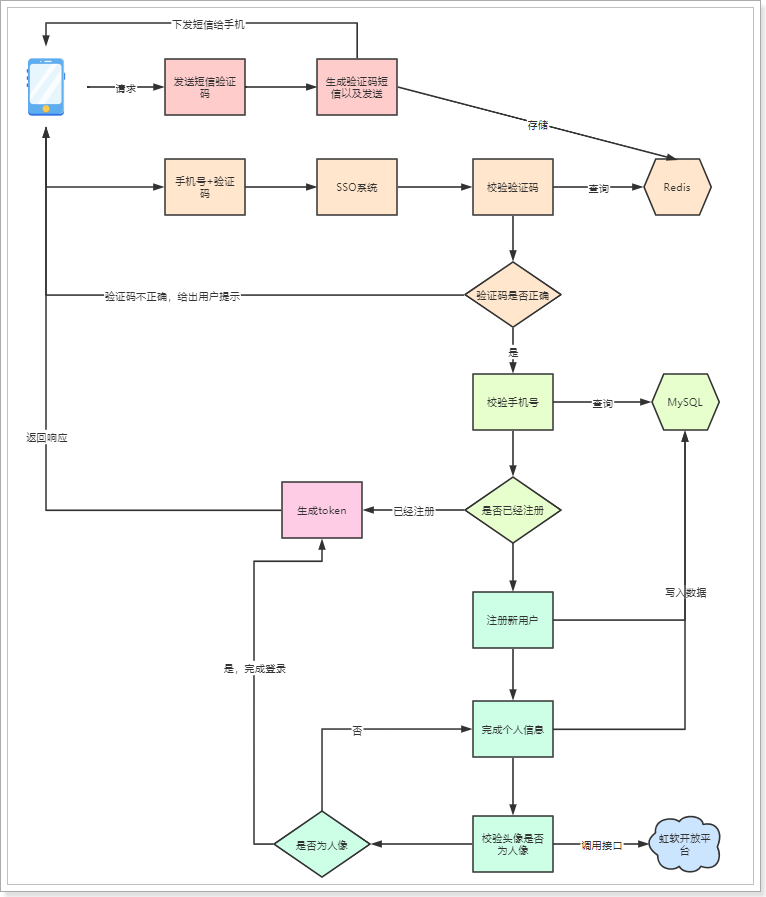 下发短信给手机
请求
发送短信验证
码
生成验证码短
信以及发送
存储
手机号+验证
码
SSO系统
校验验证码
查询
Redis
验证码不正确，给出用户提示
验证码是否正确
是
校验手机号
查询
MySQL
返回响应
生成token
已经注册
是否已经注册
写入数据
注册新用户
是，完成登录
否
完成个人信息
是否为人像
校验头像是否
为人像
调用接口
虹软开放平
台